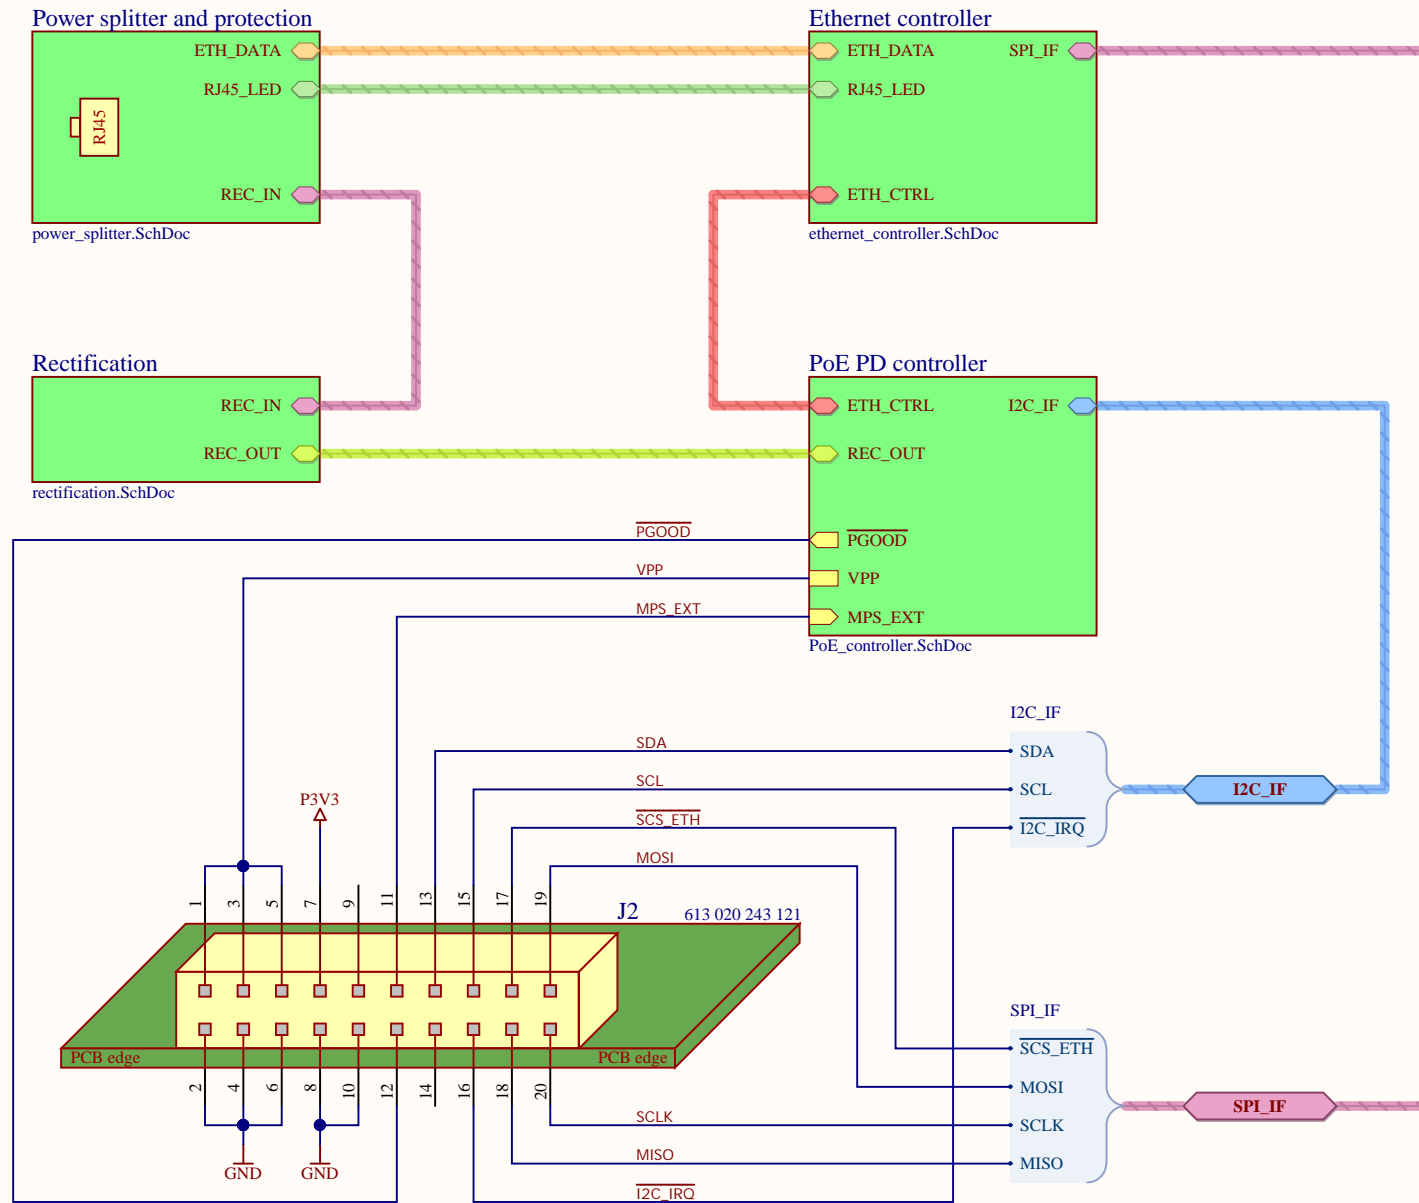 Power splitter and protection
Ethernet controller
ETH_DATA
ETH_DATA
SPI_IF
RJ45_LED
RJ45_LED
RJ45
REC_IN
ETH_CTRL
power_splitter.SchDoc
ethernet_controller.SchDoc
Rectification
PoE PD controller
REC_IN
ETH_CTRL
I2C_IF
REC_OUT
REC_OUT
rectification.SchDoc
PGOOD
PGOOD
VPP
VPP
MPS_EXT
MPS_EXT
PoE_controller.SchDoc
I2C_IF
SDA
SDA
SCL
SCL
I2C_IF
P3V3
SCS_ETH
I2C_IRQ
MOSI
1
3
5
7
9
11
13
15
17
19
J2
613 020 243 121
SPI_IF
PCB edge
PCB edge
SCS_ETH
2
4
6
8
10
12
14
16
18
20
MOSI
SPI_IF
SCLK
SCLK
MISO
MISO
GND
GND
I2C_IRQ